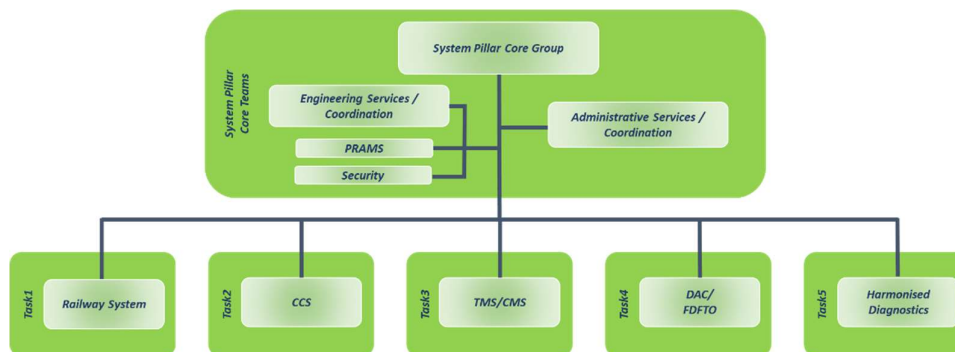 System Pillar
Core Teams
System Pillar Core Group
Engineering Services /
Coordination
PRAMS
Security
Administrative Services /
Coordination
Task1
Railway System
Task2
CCS
Task3
TMS/CMS
Task4
DAC/
FDFTO
Task5
Harmonised
Diagnostics